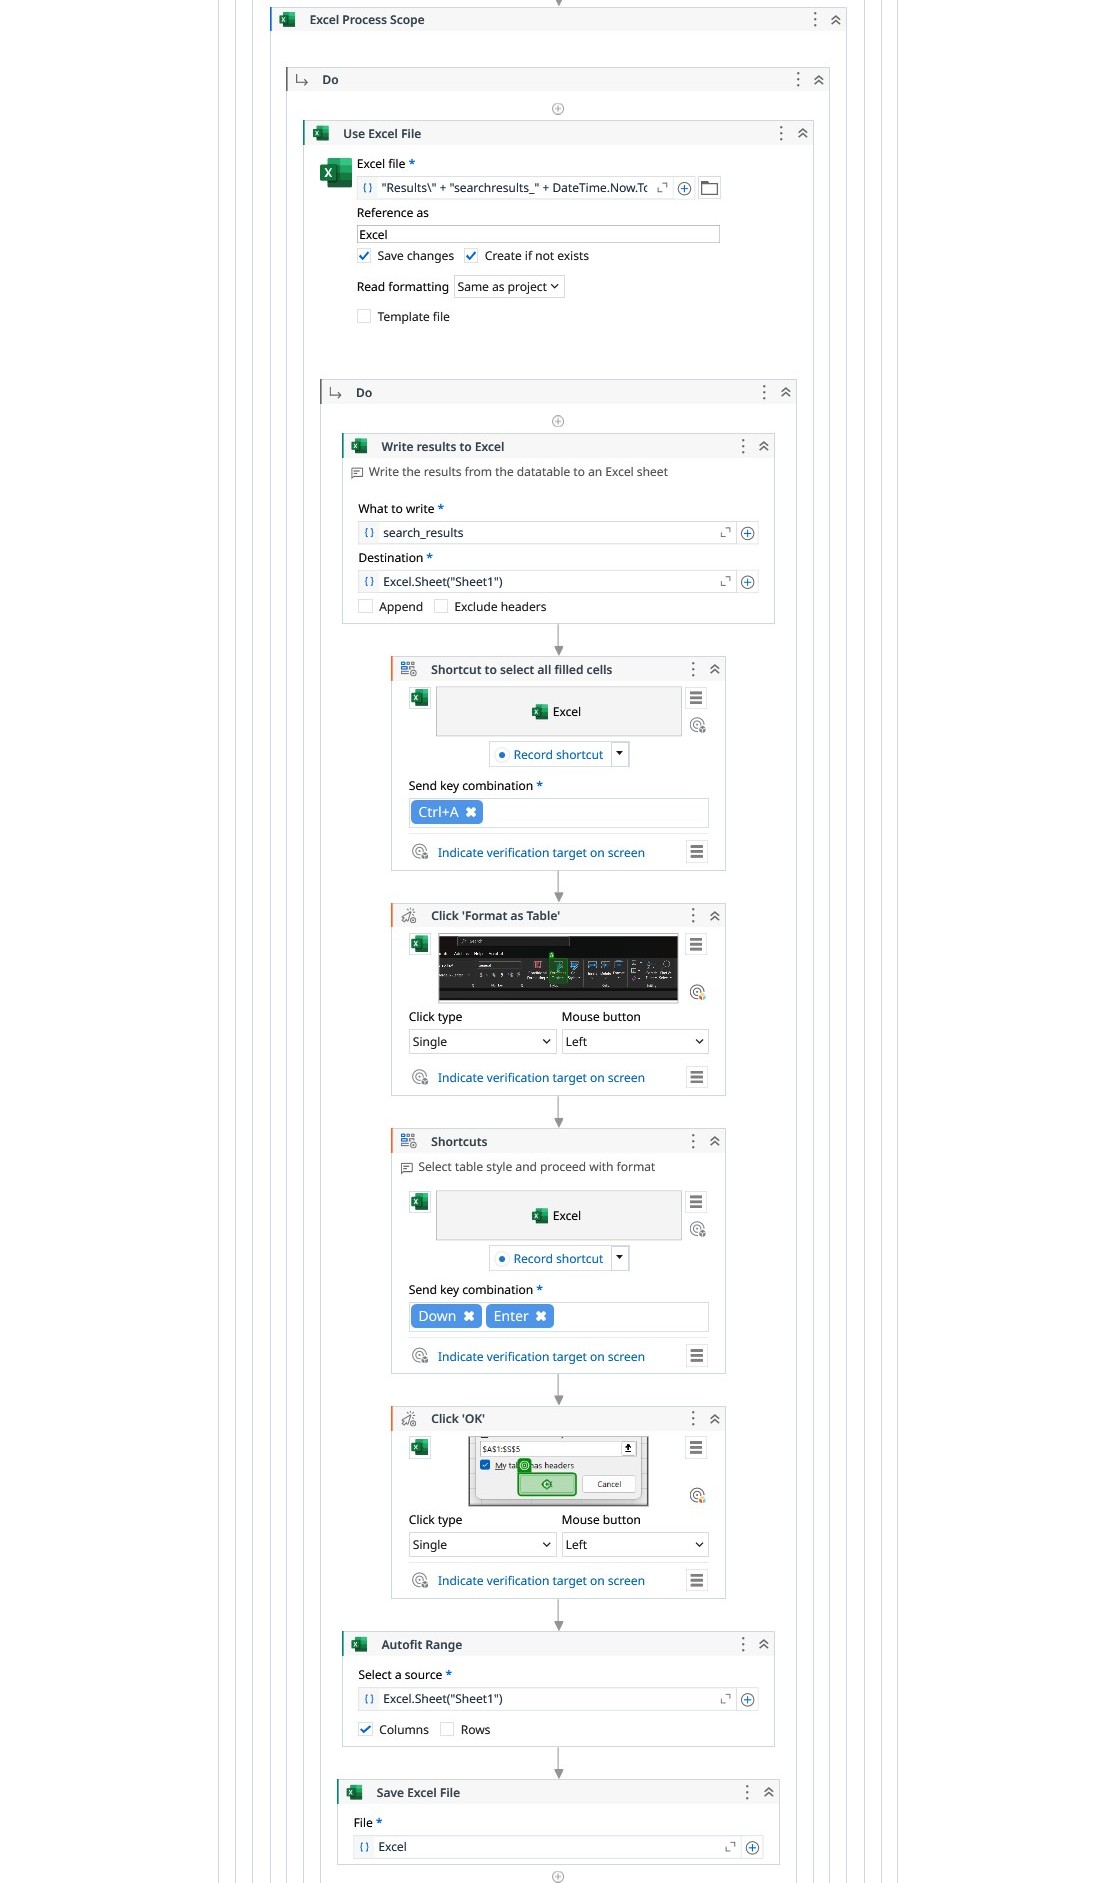 Excel Process Scope
Do
Use Excel File
Excel file *
"Results\" + "searchresults_" + DateTime.Now.Tc
Reference as
Excel
Save changes Create if not exists
Read formatting Same as project
Template file
Do
Write results to Excel
Write the results from the datatable to an Excel sheet
What to write *
search_results
Destination *
Excel.Sheet("Sheet1")
Append Exclude headers
Shortcut to select all filled cells
Excel
Record shortcut
Send key combination *
Ctrl+A
Indicate verification target on screen
Click 'Format as Table'
Search
Click type Mouse button
Single Left
Indicate verification target on screen
Shortcuts
Select table style and proceed with format
Excel
Record shortcut
Send key combination *
Down Enter
Indicate verification target on screen
Click 'OK'
$A$1:$S$5
My has headers
Cancel
Click type Mouse button
Single Left
Indicate verification target on screen
Autofit Range
Select a source *
Excel.Sheet("Sheet1")
Columns Rows
Save Excel File
File *
Excel